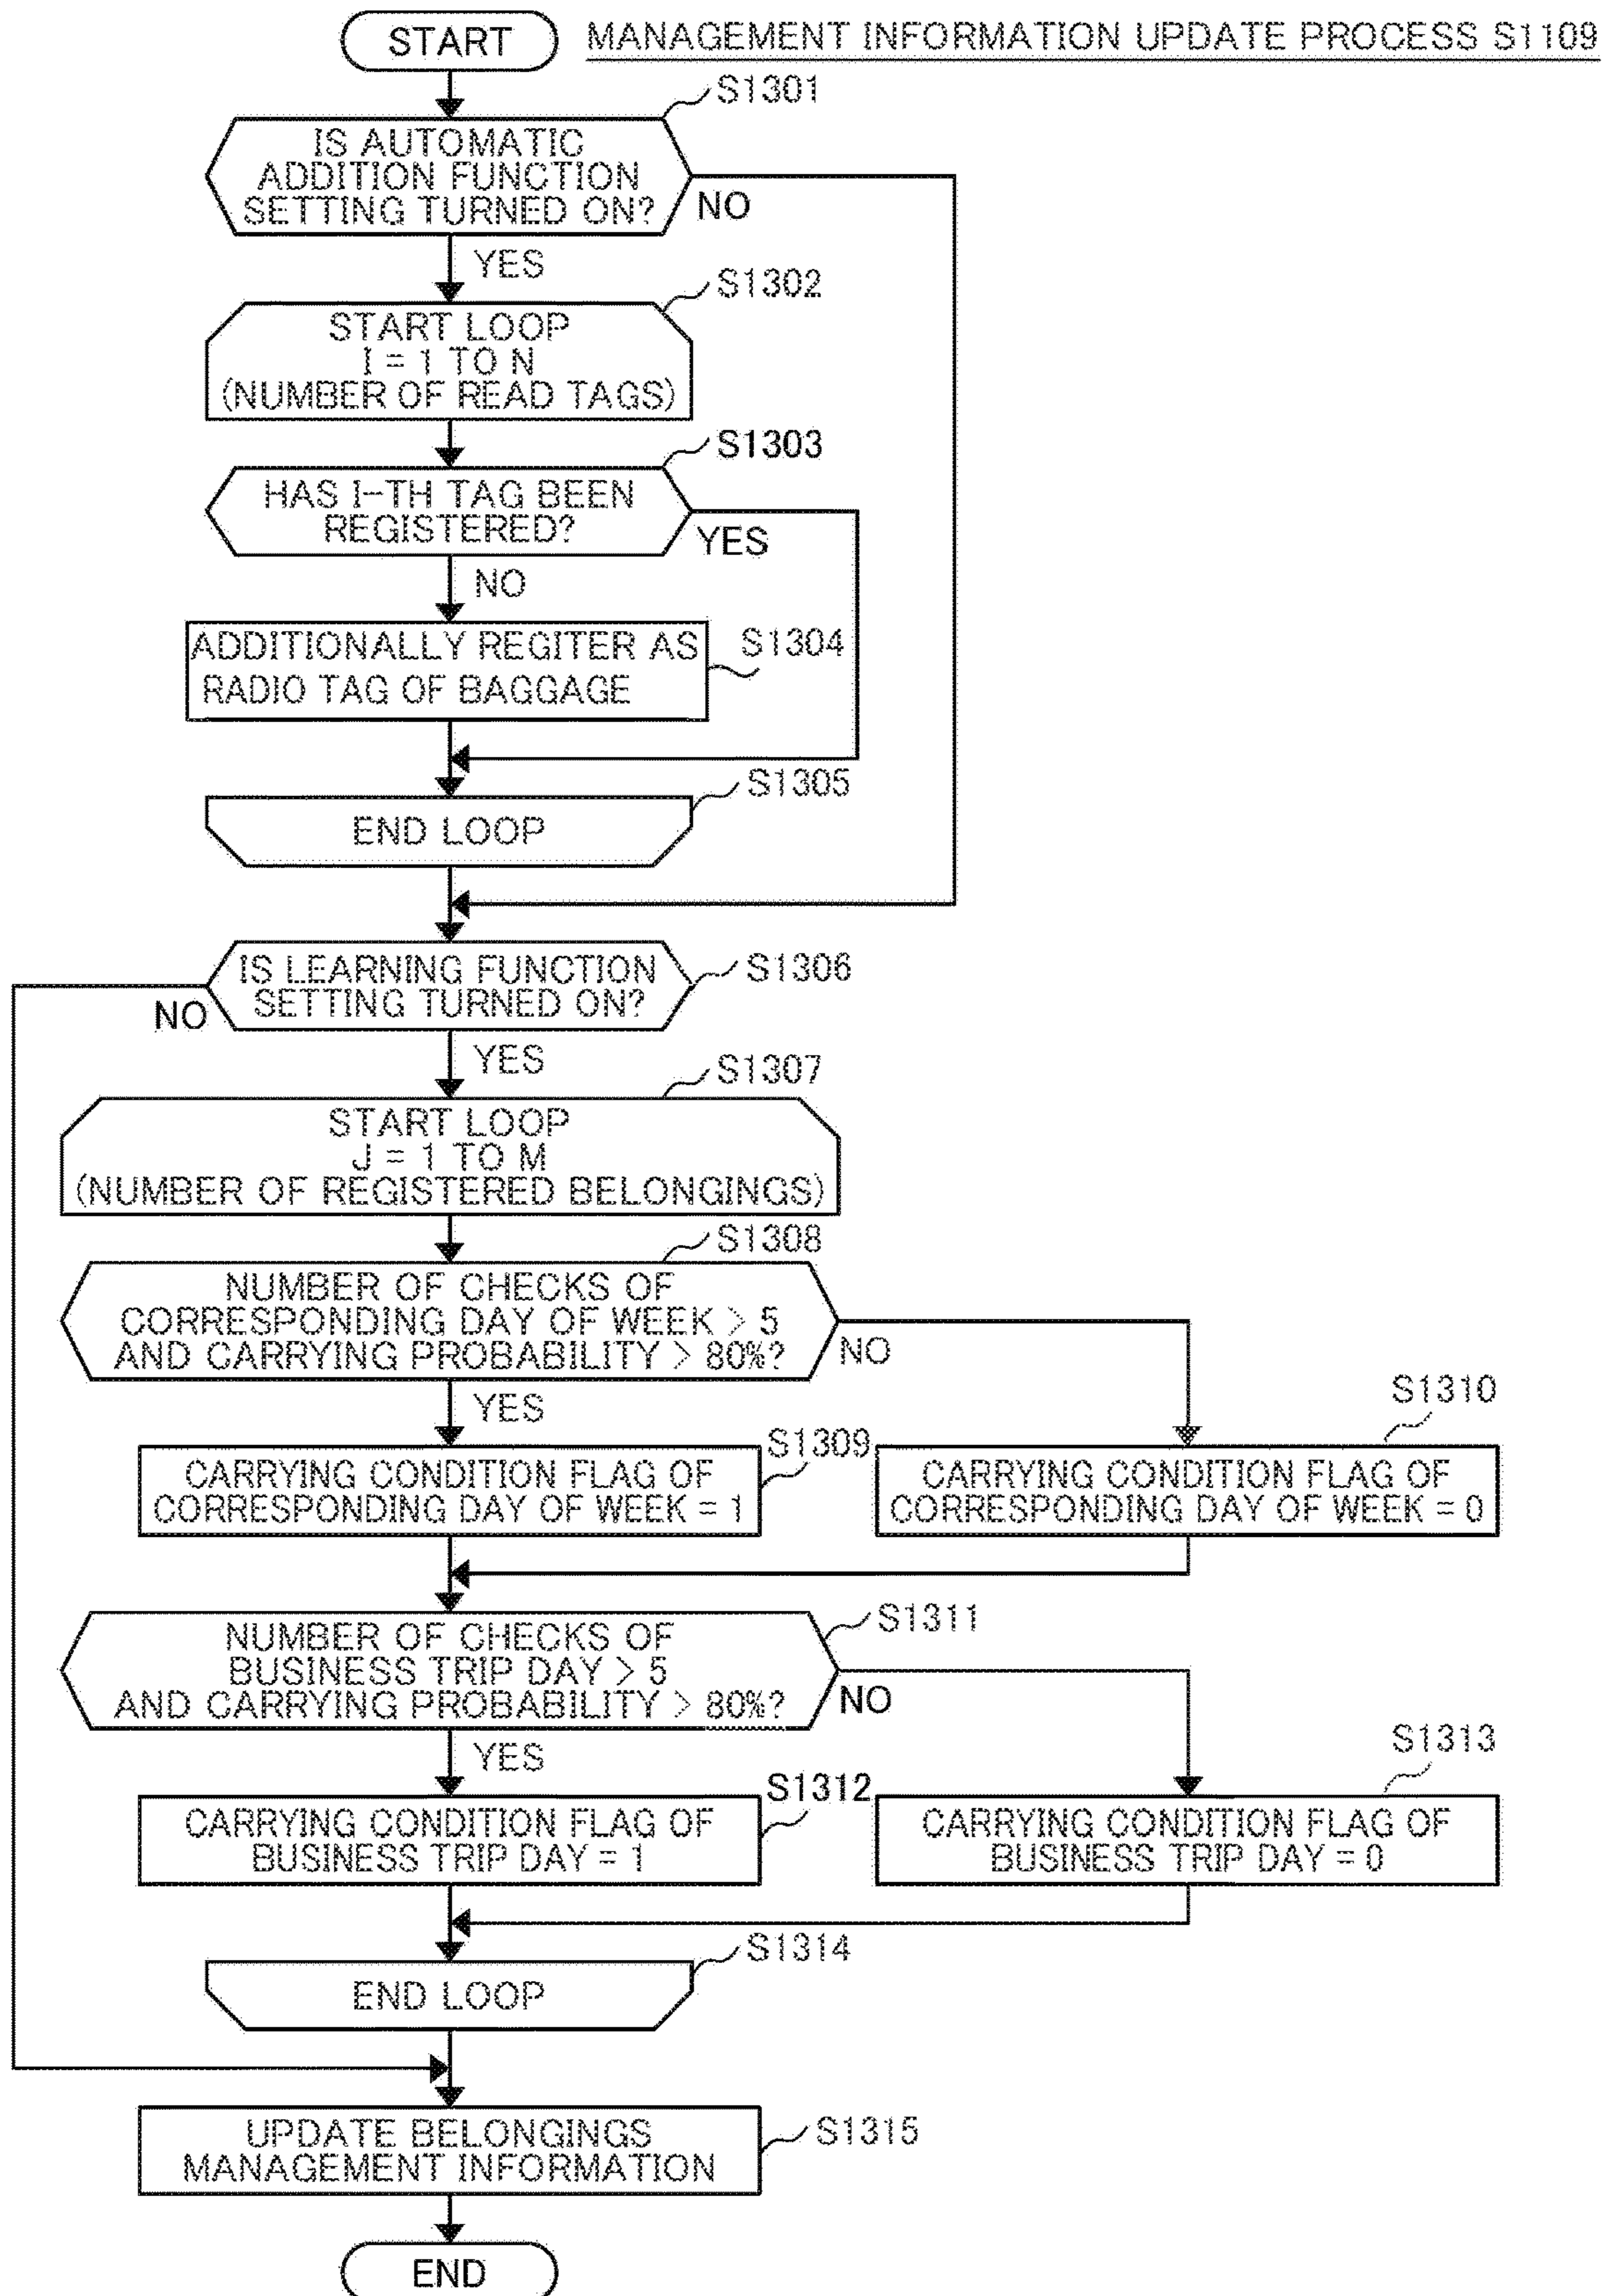 START
MANAGEMENT INFORMATION UPDATE PROCESS S1109
S1301
IS AUTOMATIC
ADDITION FUNCTION
SETTING TURNED ON?
NO
YES
S1302
START LOOP
I = 1 TO N
(NUMBER OF READ TAGS)
S1303
HAS I-TH TAG BEEN
REGISTERED?
YES
NO
ADDITIONALLY REGITER AS
RADIO TAG OF BAGGAGE
S1304
S1305
END LOOP
IS LEARNING FUNCTION
SETTING TURNED ON?
S1306
NO
YES
S1307
START LOOP
J = 1 TO M
(NUMBER OF REGISTERED BELONGINGS)
S1308
NUMBER OF CHECKS OF
CORRESPONDING DAY OF WEEK > 5
AND CARRYING PROBABILITY > 80%?
NO
YES
S1309
CARRYING CONDITION FLAG OF
CORRESPONDING DAY OF WEEK = 1
S1310
CARRYING CONDITION FLAG OF
CORRESPONDING DAY OF WEEK = 0
S1311
NUMBER OF CHECKS OF
BUSINESS TRIP DAY > 5
AND CARRYING PROBABILITY > 80%?
NO
YES
S1312
CARRYING CONDITION FLAG OF
BUSINESS TRIP DAY = 1
S1313
CARRYING CONDITION FLAG OF
BUSINESS TRIP DAY = 0
S1314
END LOOP
UPDATE BELONGINGS
MANAGEMENT INFORMATION
S1315
END